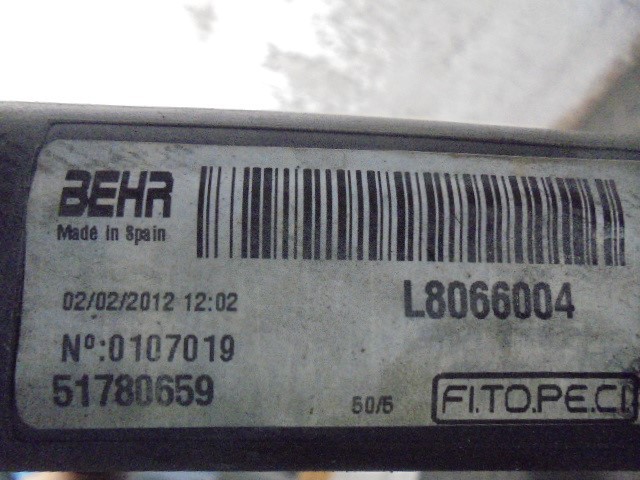 BEHR
Made in Spain
02/02/2012 12:02
L8066004
Nº:0107019
51780659
50/5
FI.TO.PE.CI.